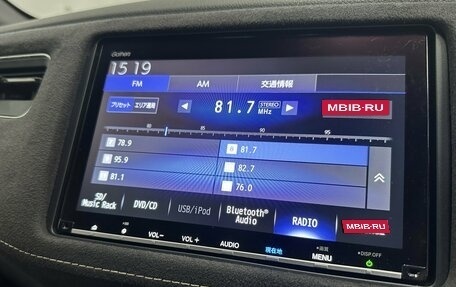 Gathers
15:19
FM AM 交通情報
プリセット エリア選局
81.7 STEREO MHz
MBIB·RU
80 85 90 95
78.9 6 81.7
95.9 82.7
81.1 76.0
SD/ Music Rack DVD/CD USB/iPod Bluetooth® Audio RADIO
MBIB·RU
VOL− VOL+ AUDIO 現在地 •画質 MENU •DISP OFF